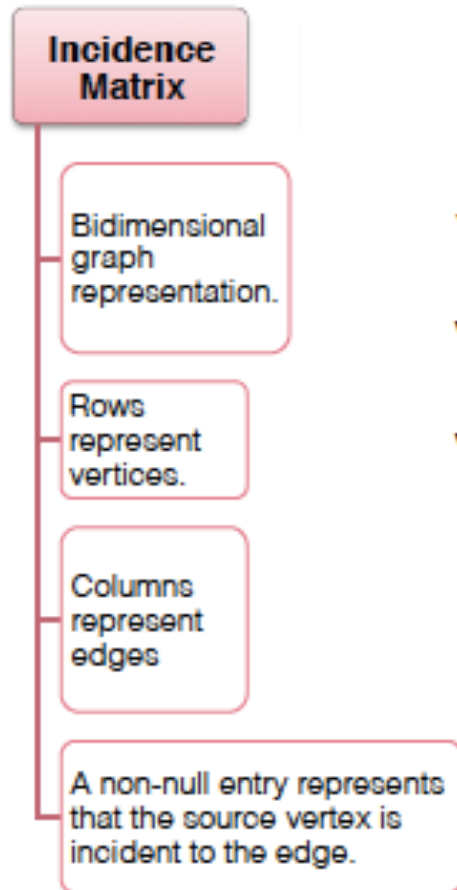 Incidence
Matrix
Bidimensional
graph
representation.
Rows
represent
vertices.
Columns
represent
edges
A non-null entry represents
that the source vertex is
incident to the edge.